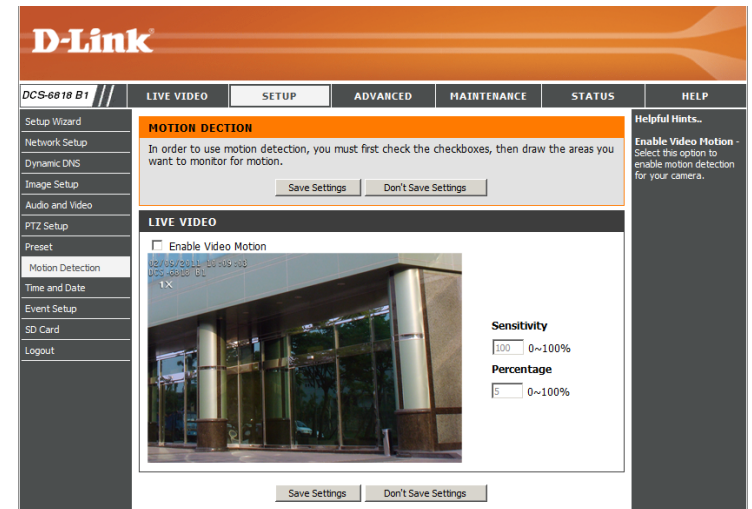 D-Link
DCS-6818 B1
LIVE VIDEO
SETUP
ADVANCED
MAINTENANCE
STATUS
HELP
Setup Wizard
Network Setup
Dynamic DNS
Image Setup
Audio and Video
PTZ Setup
Preset
Motion Detection
Time and Date
Event Setup
SD Card
Logout
MOTION DECTION
In order to use motion detection, you must first check the checkboxes, then draw the areas you
want to monitor for motion.
Save Settings
Don't Save Settings
LIVE VIDEO
Enable Video Motion
DCS-6818 B1
1X
Sensitivity
100 0~100%
Percentage
5 0~100%
Save Settings
Don't Save Settings
Helpful Hints..
Enable Video Motion -
Select this option to
enable motion detection
for your camera.